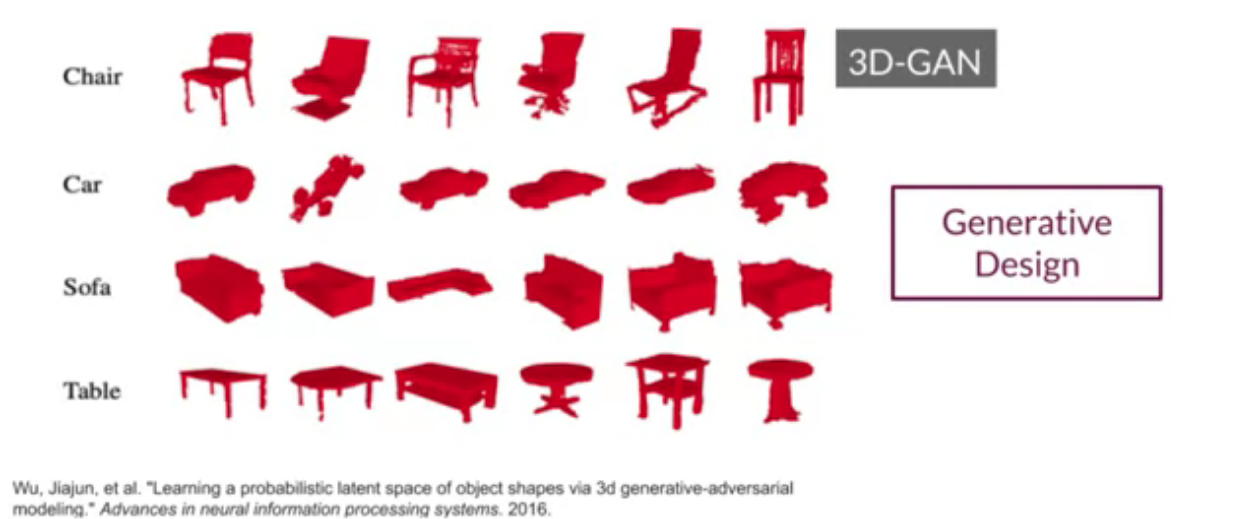 Chair
3D-GAN
Car
Generative
Design
Sofa
Table
Wu, Jiajun, et al. "Learning a probabilistic latent space of object shapes via 3d generative-adversarial
modeling." Advances in neural information processing systems. 2016.